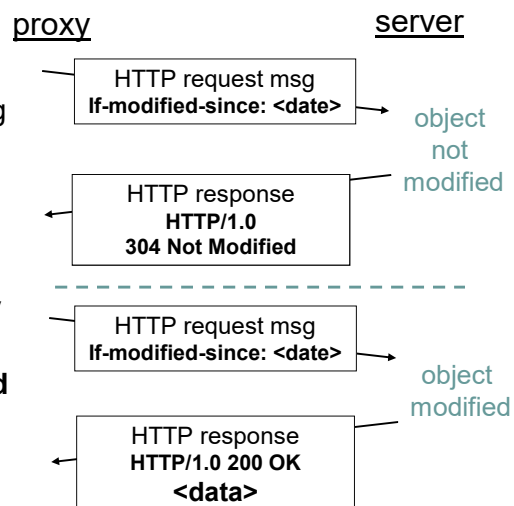 proxy
server
HTTP request msg
If-modified-since: <date>
g
object
not
modified
HTTP response
HTTP/1.0
304 Not Modified
HTTP request msg
If-modified-since: <date>
d
object
modified
HTTP response
HTTP/1.0 200 OK
<data>